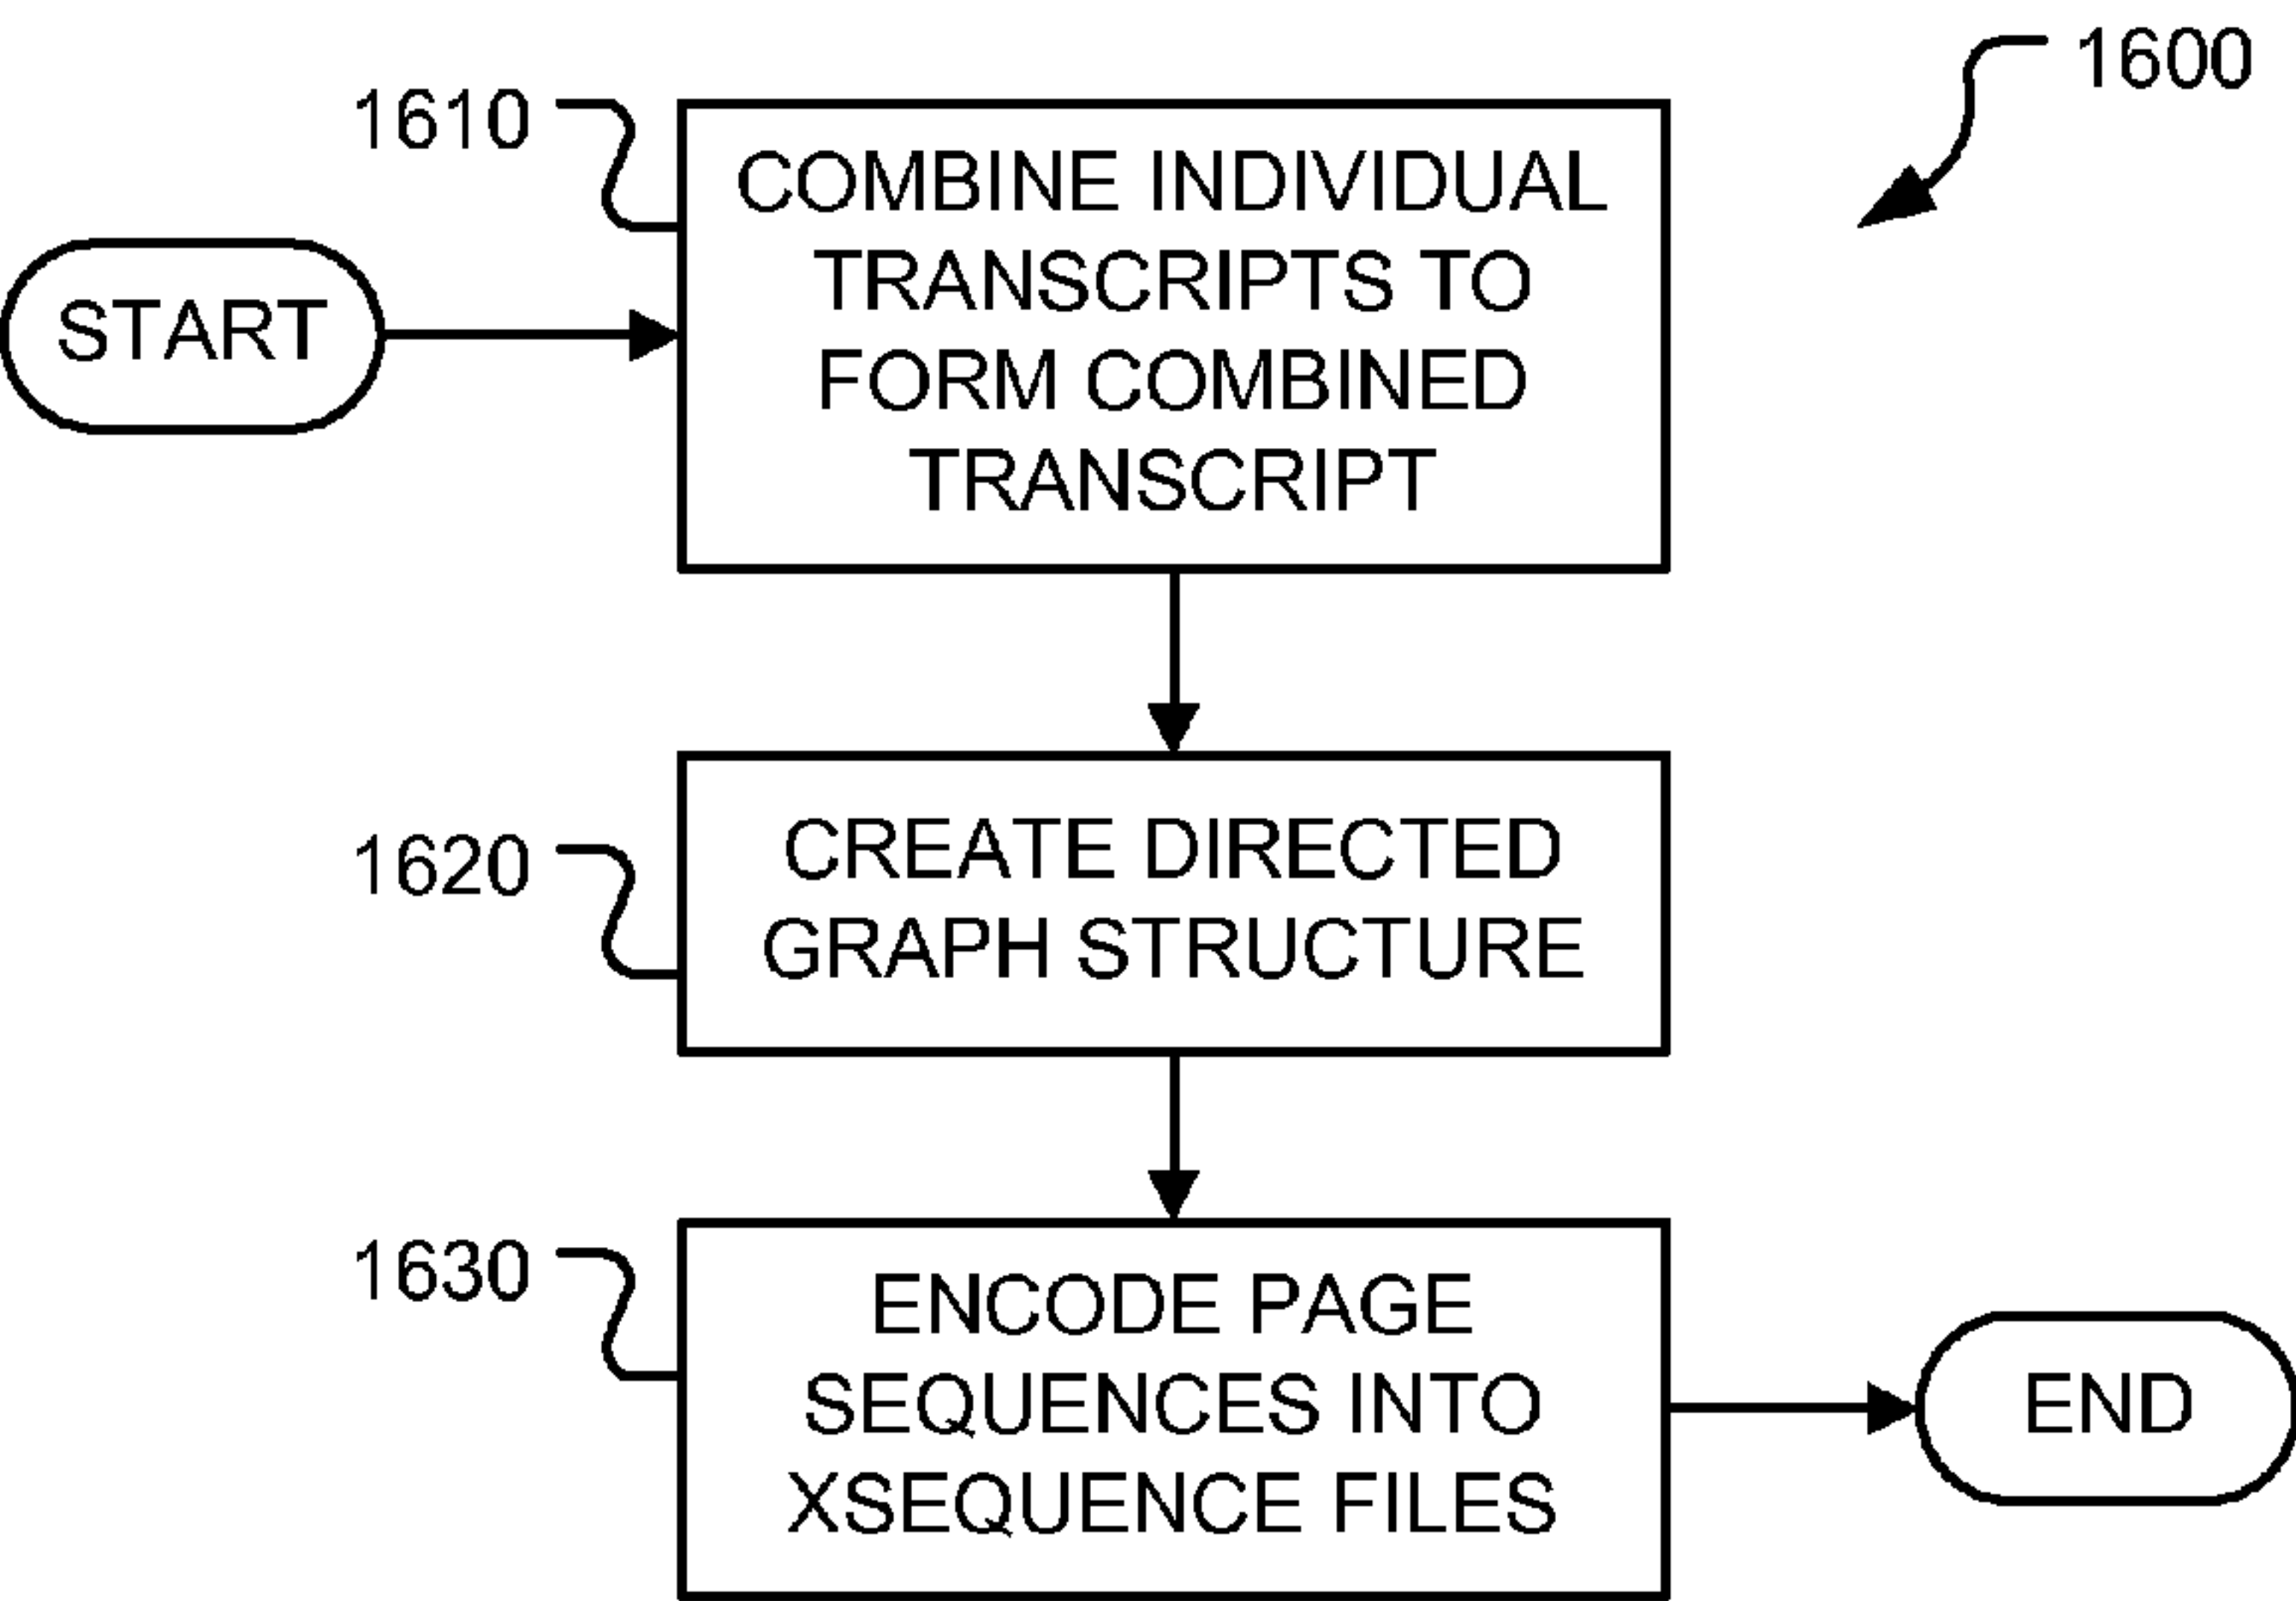 1600
1610
COMBINE INDIVIDUAL
TRANSCRIPTS TO
FORM COMBINED
TRANSCRIPT
START
1620
CREATE DIRECTED
GRAPH STRUCTURE
1630
ENCODE PAGE
SEQUENCES INTO
XSEQUENCE FILES
END